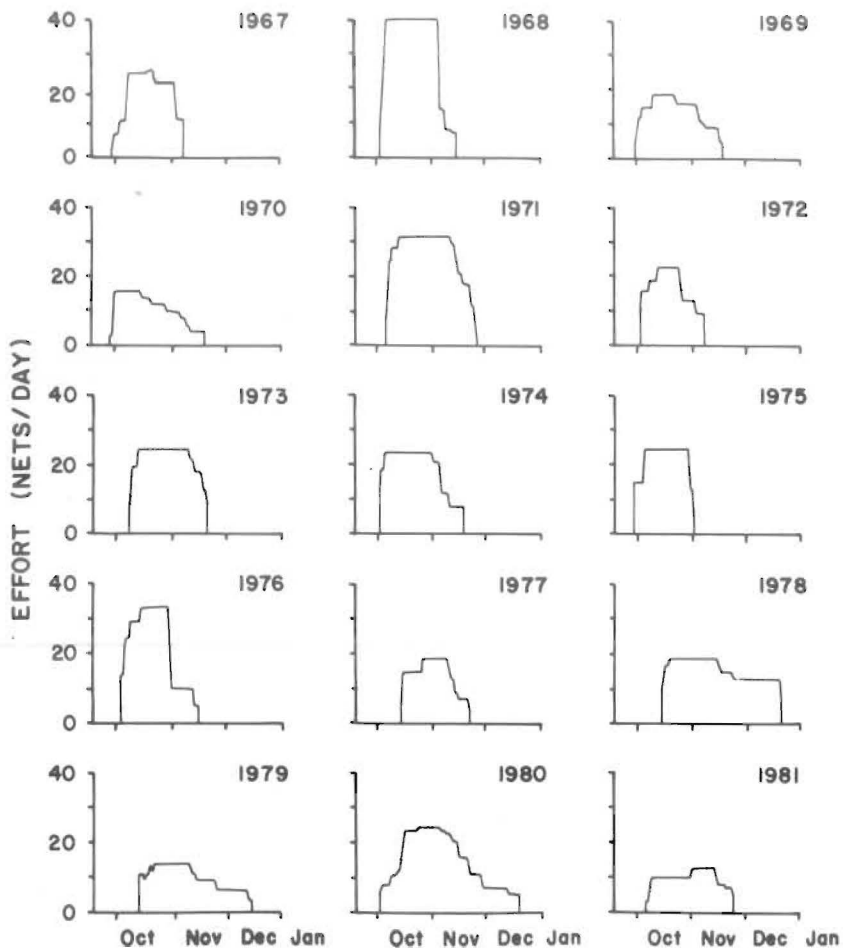 EFFORT (NETS/DAY)
40 20 0 1967
1968
1969
40 20 0 1970
1971
1972
40 20 0 1973
1974
1975
40 20 0 1976
1977
1978
40 20 0 1979
1980
1981
Oct Nov Dec Jan
Oct Nov Dec Jan
Oct Nov Dec Jan